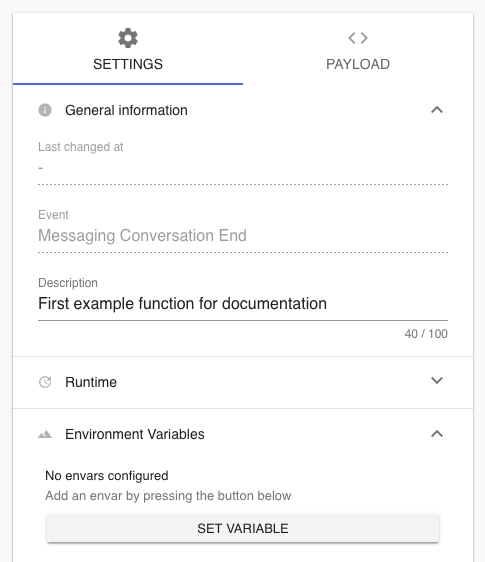 SETTINGS
PAYLOAD
General information
Last changed at
-
Event
Messaging Conversation End
Description
First example function for documentation
40 / 100
Runtime
Environment Variables
No envars configured
Add an envar by pressing the button below
SET VARIABLE